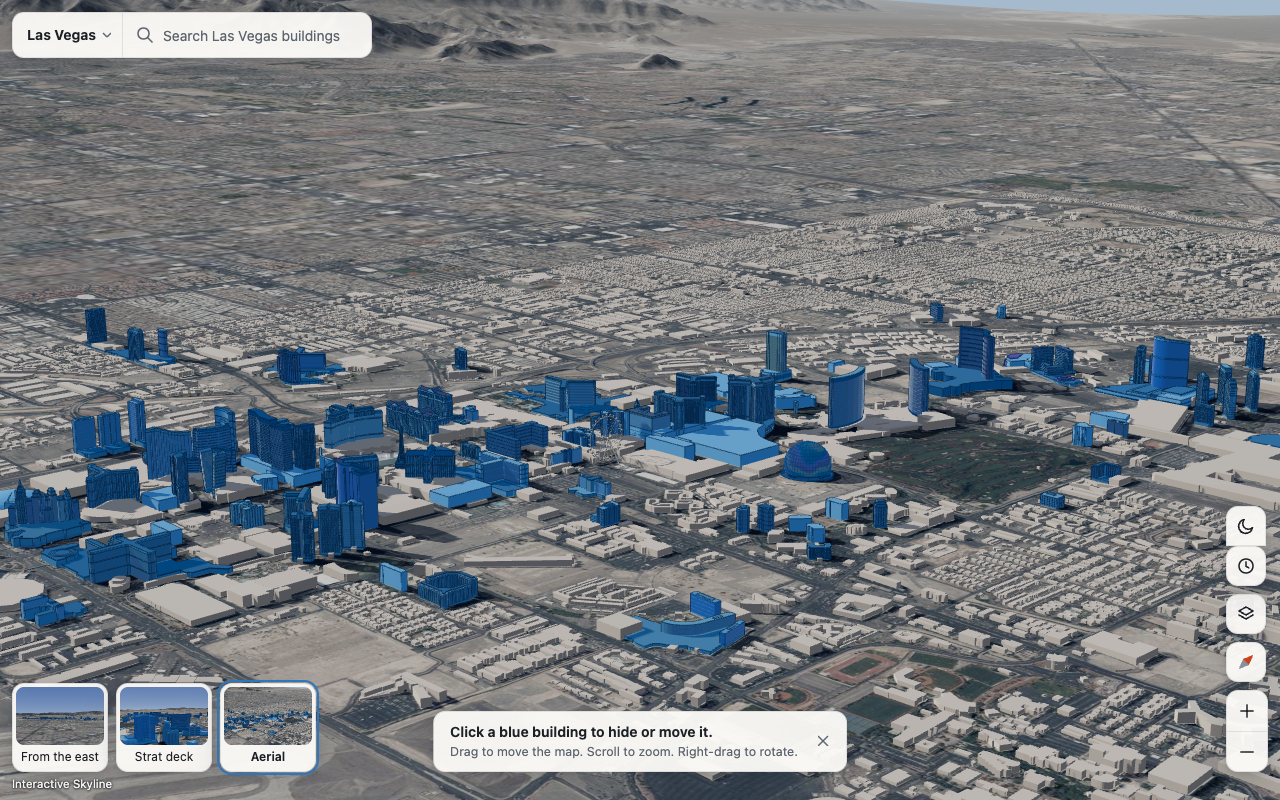 Las Vegas
Search Las Vegas buildings
Click a blue building to hide or move it.
Drag to move the map. Scroll to zoom. Right-drag to rotate.
From the east
Strat deck
Aerial
Interactive Skyline